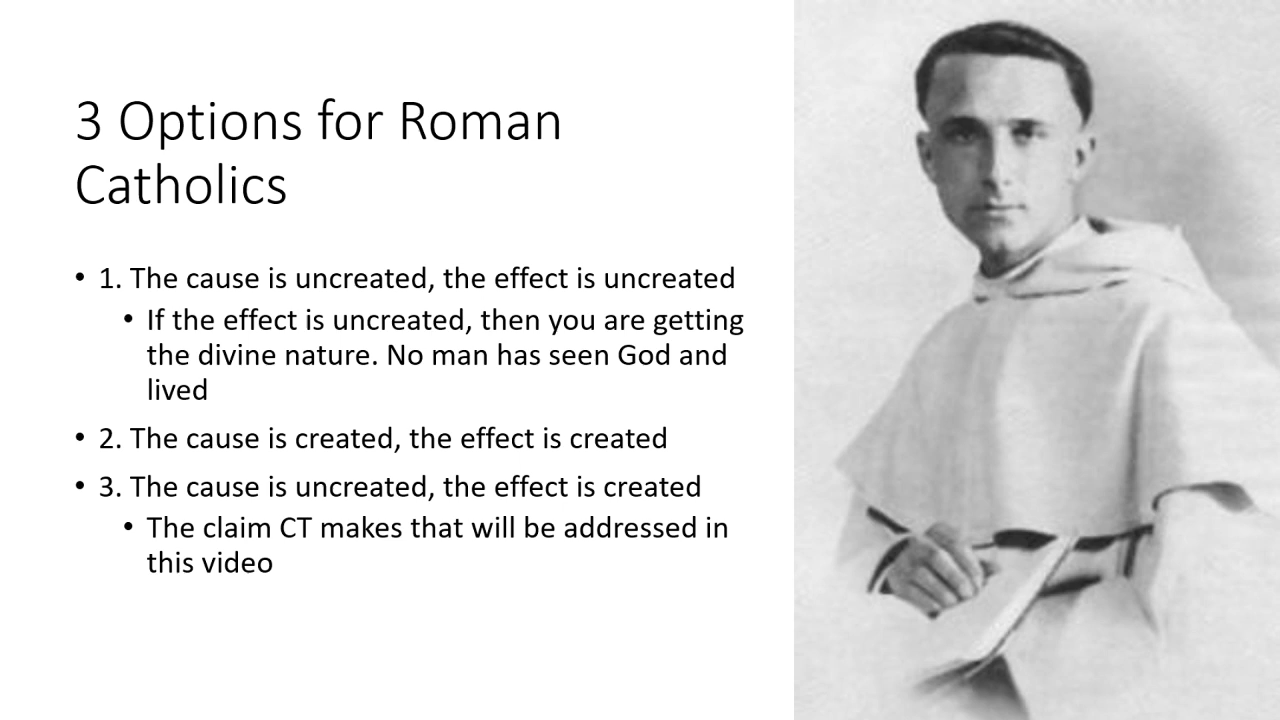 3 Options for Roman
Catholics
• 1. The cause is uncreated, the effect is uncreated
• If the effect is uncreated, then you are getting
the divine nature. No man has seen God and
lived
• 2. The cause is created, the effect is created
• 3. The cause is uncreated, the effect is created
• The claim CT makes that will be addressed in
this video